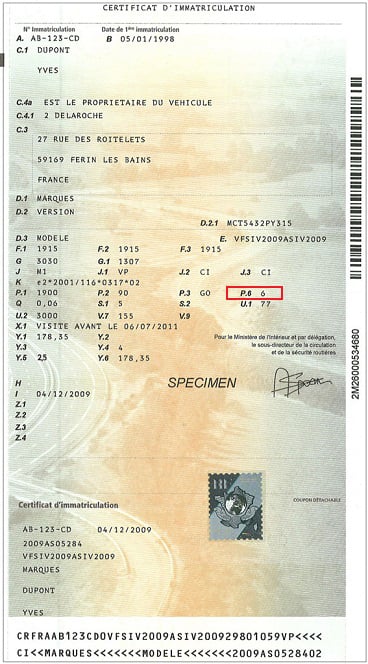 CERTIFICAT D'IMMATRICULATION
N° Immatriculation Date de 1ère immatriculation
A. AB-123-CD B 05/01/1998
C.1 DUPONT
YVES
C.4a EST LE PROPRIETAIRE DU VEHICULE
C.4.1 2 DELAROCHE
C.3
27 RUE DES ROITELETS
59169 FERIN LES BAINS
FRANCE
D.1 MARQUES
D.2 VERSION
D.2.1 MCT5432PY315
D.3 MODELE E. VFSIV2009ASIV2009
F.1 1915 F.2 1915 F.3 1915
G 3030 G.1 1307
J M1 J.1 VP J.2 CI J.3 CI
K e2*2001/116*0317*02
P.1 1900 P.2 90 P.3 GO P.6 6
Q 0,06 S.1 5 S.2 U.1 77
U.2 3000 V.7 155 V.9
X.1 VISITE AVANT LE 06/07/2011
Y.1 178,35 Y.2
Y.3 Y.4 4
Y.5 2,5 Y.6 178,35
Pour le Ministère de l'Intérieur et par délégation,
le sous-directeur de la circulation
et de la sécurité routières
H
I 04/12/2009
Z.1
Z.2
Z.3
Z.4
SPECIMEN
2M26000534680
COUPON DÉTACHABLE
Certificat d'immatriculation
AB-123-CD 04/12/2009
2009AS05284
VFSIV2009ASIV2009
MARQUES
DUPONT
YVES
CRFRAAB123CDOVFSIV2009ASIV200929801059VP<<<<
CI<<MARQUES<<<<<<<MODELE<<<<<<<2009AS0528402